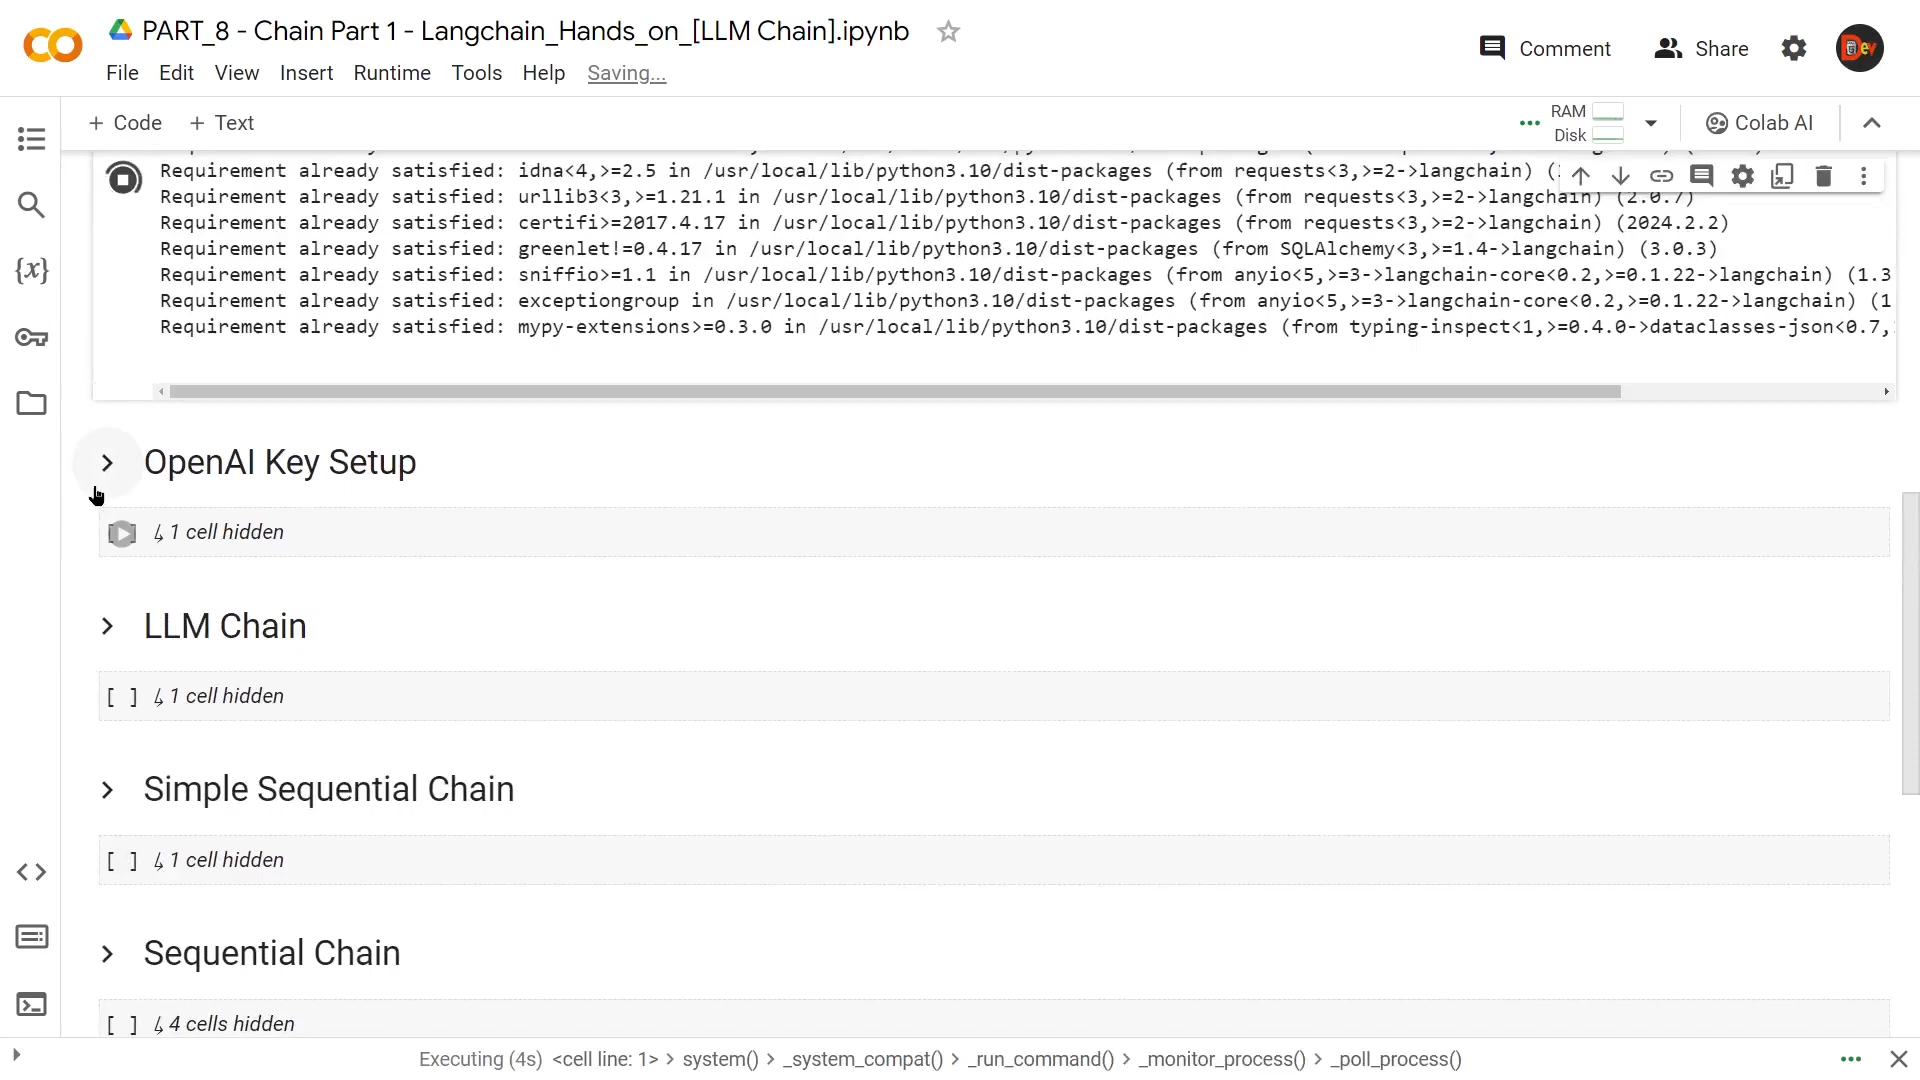 PART_8 - Chain Part 1 - Langchain_Hands_on_[LLM Chain].ipynb
Comment
Share
File Edit View Insert Runtime Tools Help Saving...
+ Code + Text
RAM
Disk
Colab AI
Requirement already satisfied: idna<4,>=2.5 in /usr/local/lib/python3.10/dist-packages (from requests<3,>=2->langchain) (
Requirement already satisfied: urllib3<3,>=1.21.1 in /usr/local/lib/python3.10/dist-packages (from requests<3,>=2->langchain) (2.0.7)
Requirement already satisfied: certifi>=2017.4.17 in /usr/local/lib/python3.10/dist-packages (from requests<3,>=2->langchain) (2024.2.2)
Requirement already satisfied: greenlet!=0.4.17 in /usr/local/lib/python3.10/dist-packages (from SQLAlchemy<3,>=1.4->langchain) (3.0.3)
Requirement already satisfied: sniffio>=1.1 in /usr/local/lib/python3.10/dist-packages (from anyio<5,>=3->langchain-core<0.2,>=0.1.22->langchain) (1.3
Requirement already satisfied: exceptiongroup in /usr/local/lib/python3.10/dist-packages (from anyio<5,>=3->langchain-core<0.2,>=0.1.22->langchain) (1
Requirement already satisfied: mypy-extensions>=0.3.0 in /usr/local/lib/python3.10/dist-packages (from typing-inspect<1,>=0.4.0->dataclasses-json<0.7,
OpenAI Key Setup
1 cell hidden
LLM Chain
[ ] ↳ 1 cell hidden
Simple Sequential Chain
[ ] ↳ 1 cell hidden
Sequential Chain
[ ] ↳ 4 cells hidden
Executing (4s) <cell line: 1> > system() > _system_compat() > _run_command() > _monitor_process() > _poll_process()